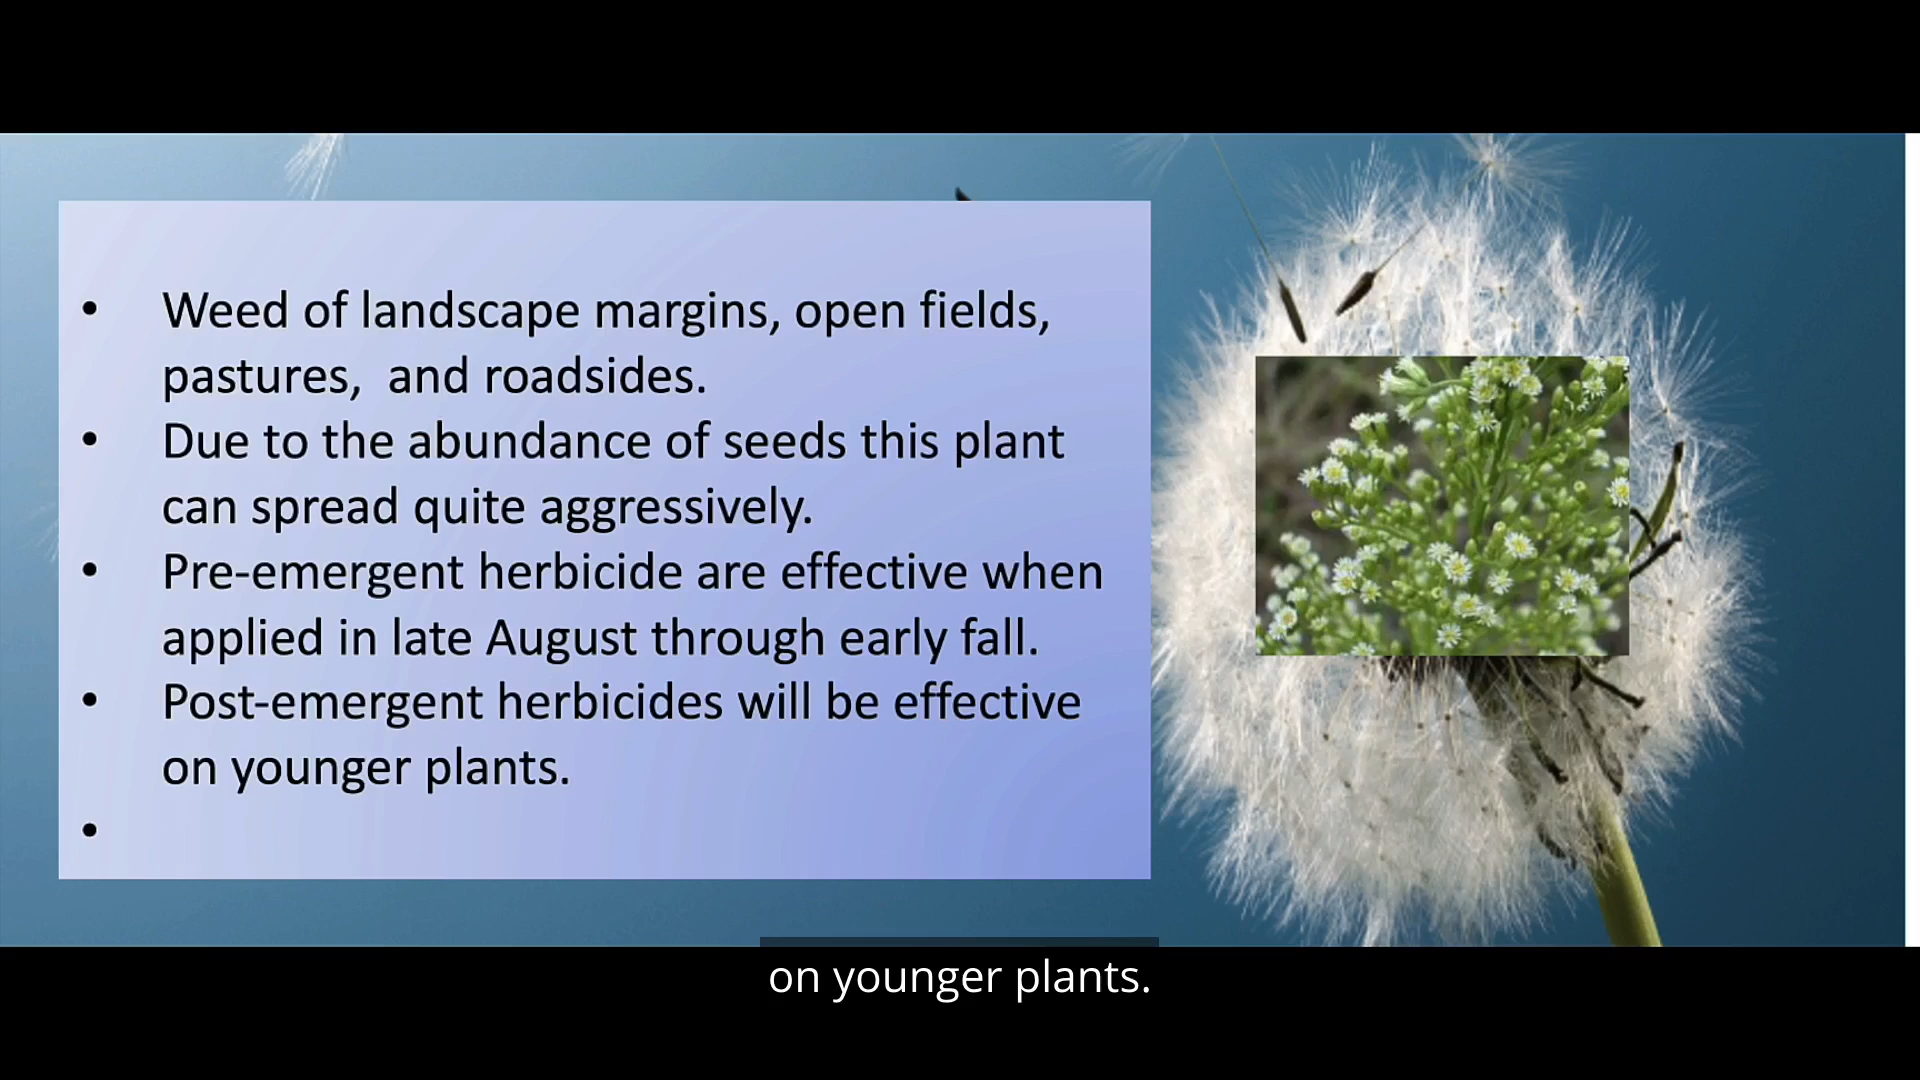 • Weed of landscape margins, open fields,
pastures,  and roadsides.
• Due to the abundance of seeds this plant
can spread quite aggressively.
• Pre-emergent herbicide are effective when
applied in late August through early fall.
• Post-emergent herbicides will be effective
on younger plants.
•
on younger plants.